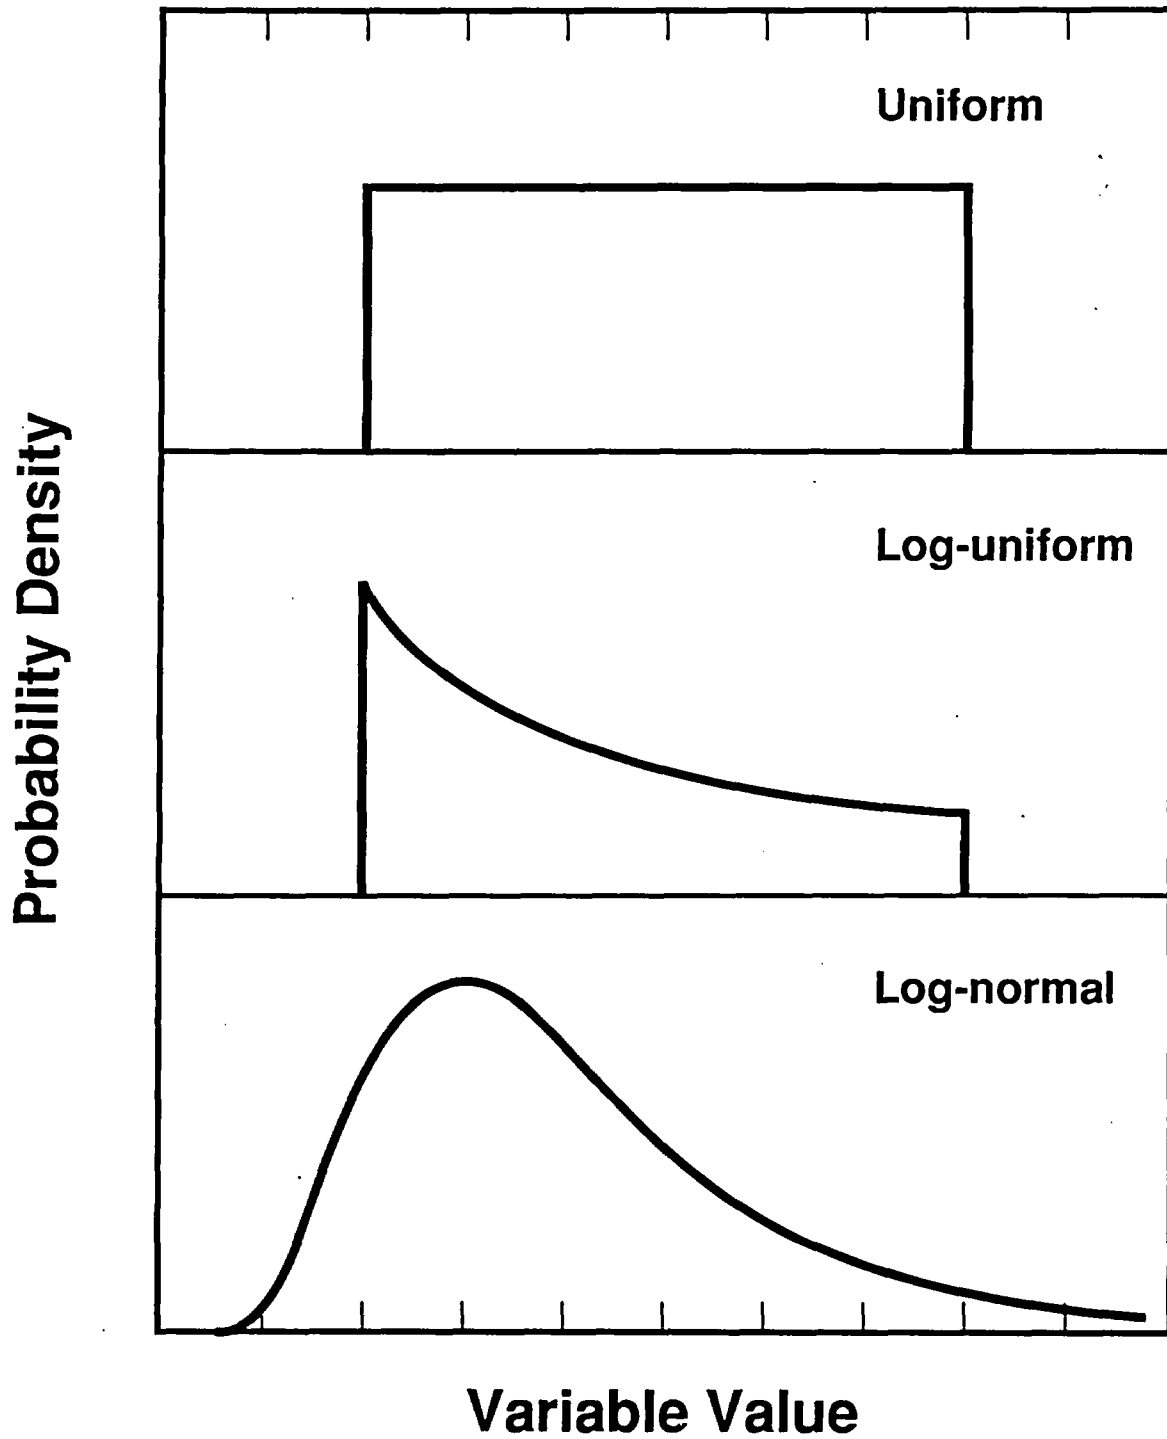 Uniform
Log-uniform
Log-normal
Probability Density
Variable Value